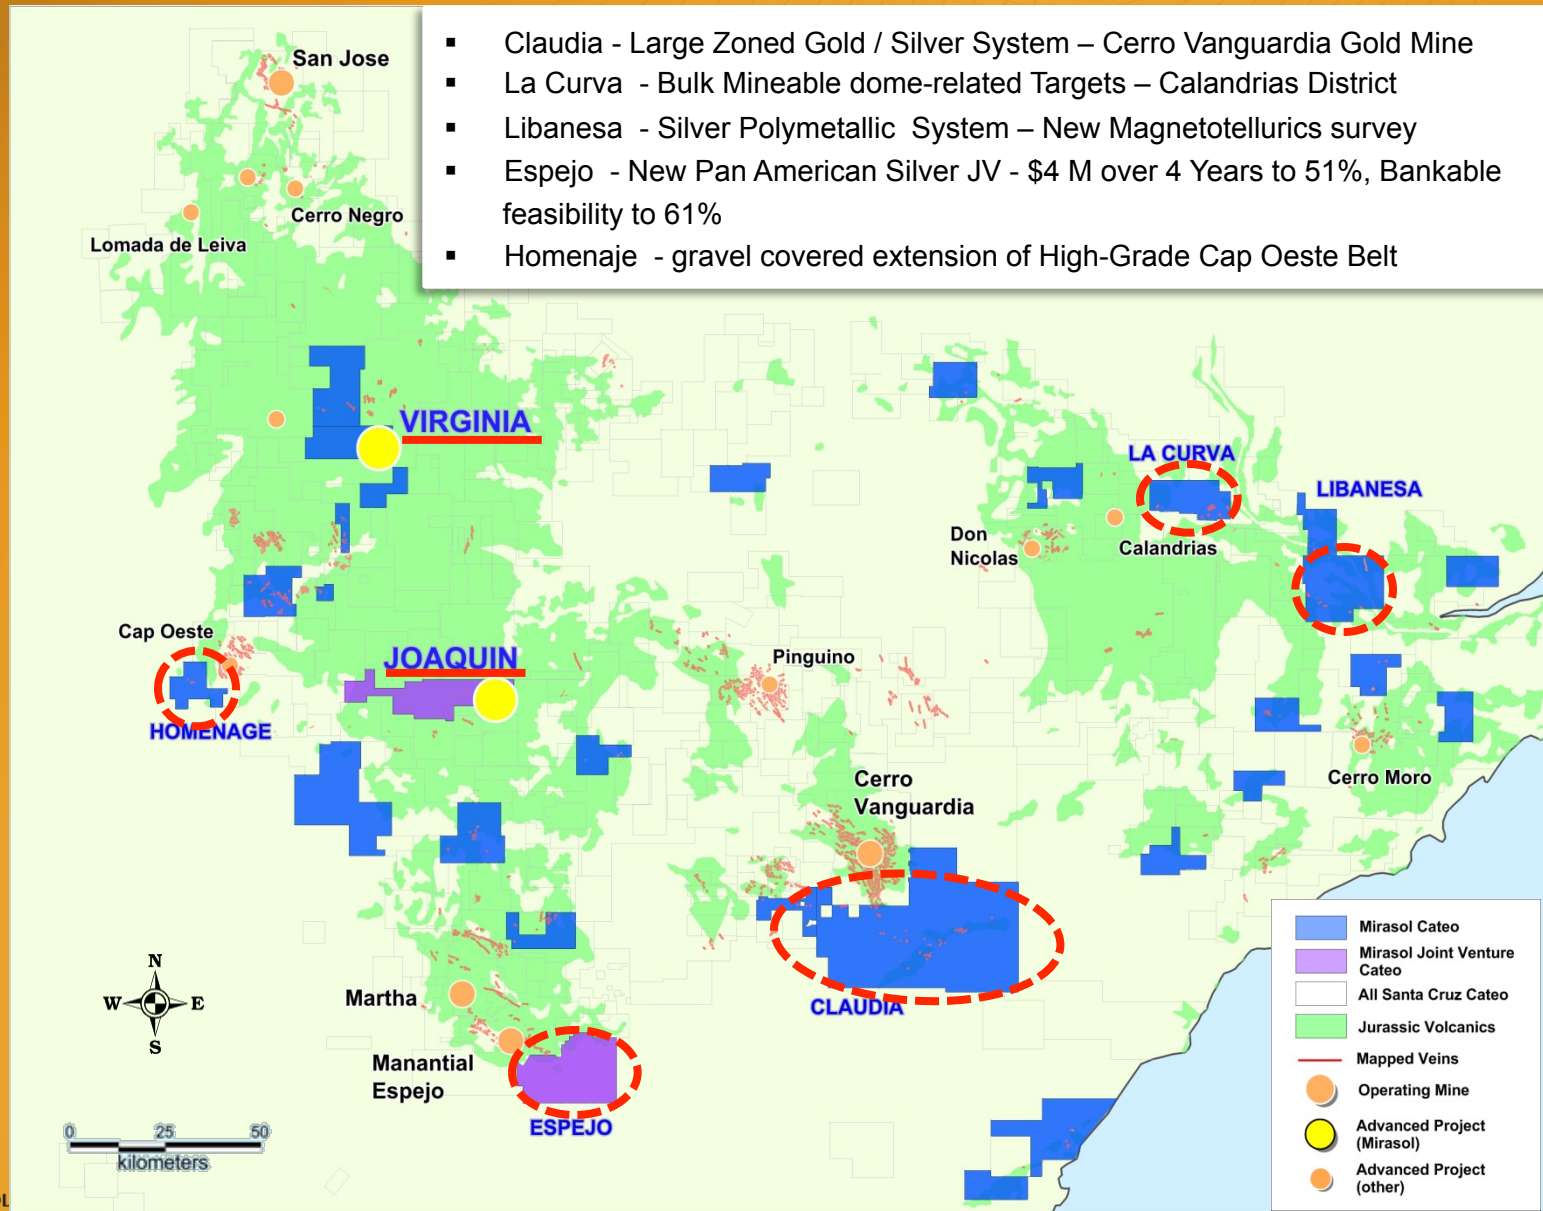 ▪ Claudia - Large Zoned Gold / Silver System – Cerro Vanguardia Gold Mine
▪ La Curva - Bulk Mineable dome-related Targets – Calandrias District
▪ Libanesa - Silver Polymetallic System – New Magnetotellurics survey
▪ Espejo - New Pan American Silver JV - $4 M over 4 Years to 51%, Bankable
feasibility to 61%
▪ Homenaje - gravel covered extension of High-Grade Cap Oeste Belt
San Jose
Cerro Negro
Lomada de Leiva
VIRGINIA
LA CURVA
LIBANESA
Don
Nicolas
Calandrias
Cap Oeste
JOAQUIN
Pinguino
HOMENAGE
Cerro
Vanguardia
Cerro Moro
Martha
CLAUDIA
Manantial
Espejo
ESPEJO
N
W E
S
0 25 50
kilometers
Mirasol Cateo
Mirasol Joint Venture
Cateo
All Santa Cruz Cateo
Jurassic Volcanics
Mapped Veins
Operating Mine
Advanced Project
(Mirasol)
Advanced Project
(other)